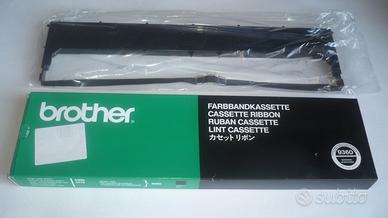 brother
FARBBANDKASSETTE
CASSETTE RIBBON
RUBAN CASSETTE
LINT CASSETTE
カセットリボン
9360
subito